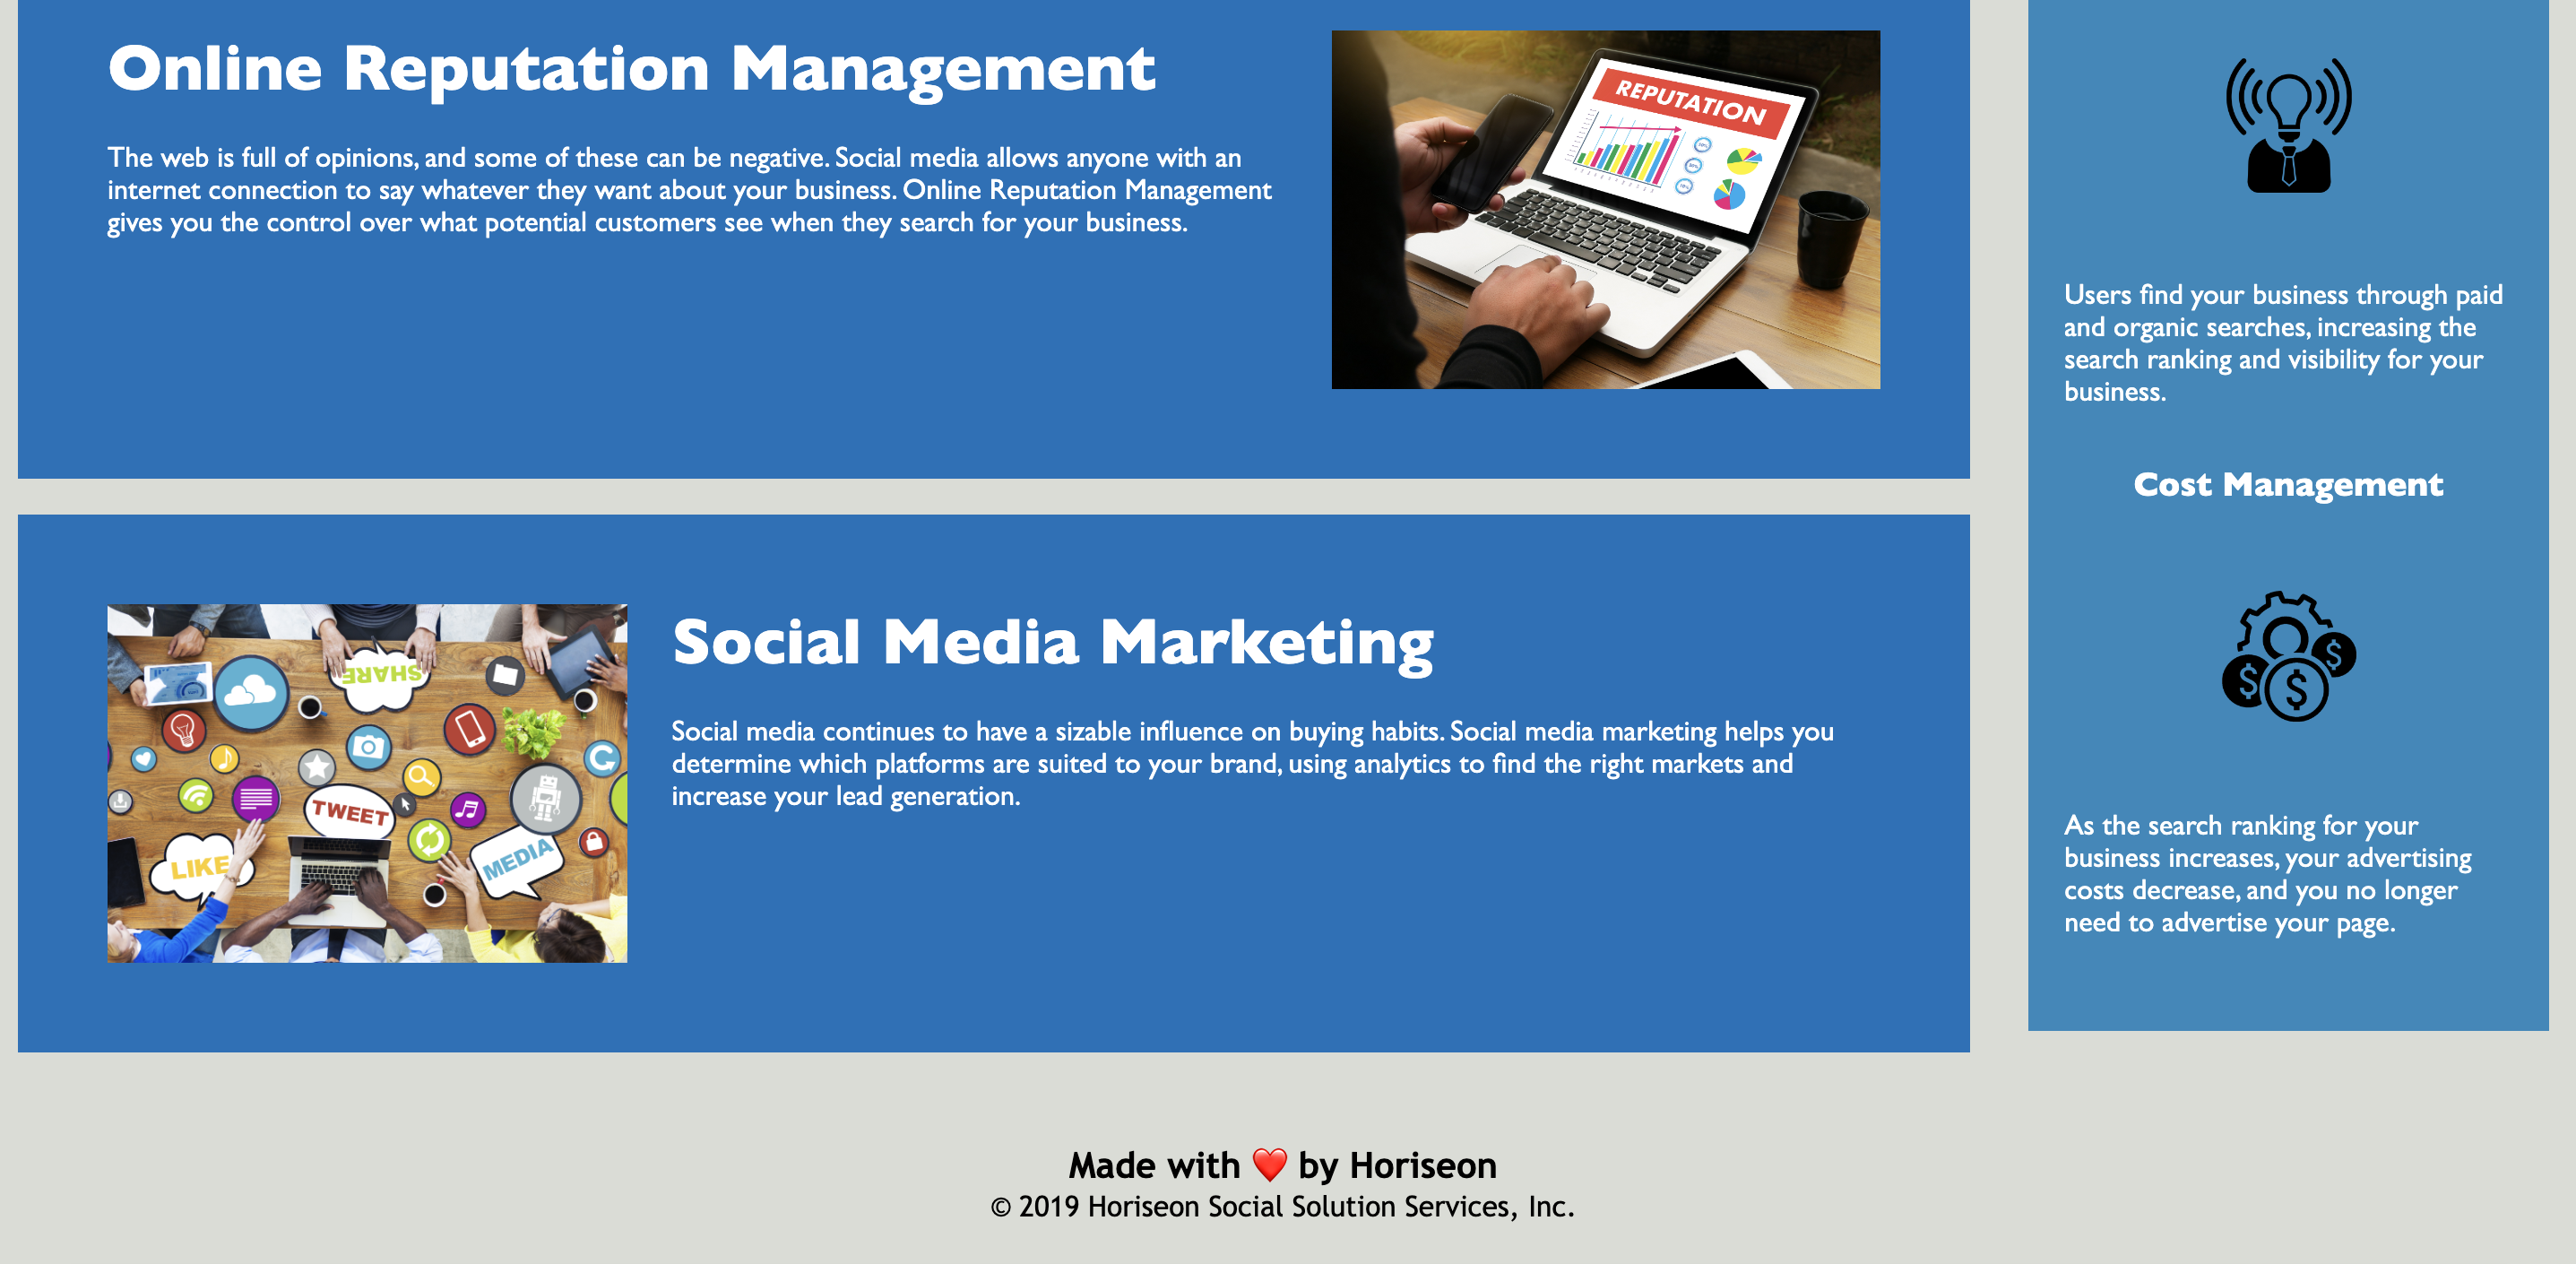 Online Reputation Management
The web is full of opinions, and some of these can be negative. Social media allows anyone with an
internet connection to say whatever they want about your business. Online Reputation Management
gives you the control over what potential customers see when they search for your business.
REPUTATION
Social Media Marketing
Social media continues to have a sizable influence on buying habits. Social media marketing helps you
determine which platforms are suited to your brand, using analytics to find the right markets and
increase your lead generation.
SHARE
TWEET
LIKE
MEDIA
Users find your business through paid
and organic searches, increasing the
search ranking and visibility for your
business.
Cost Management
$ $ $
As the search ranking for your
business increases, your advertising
costs decrease, and you no longer
need to advertise your page.
Made with ❤️ by Horiseon
© 2019 Horiseon Social Solution Services, Inc.